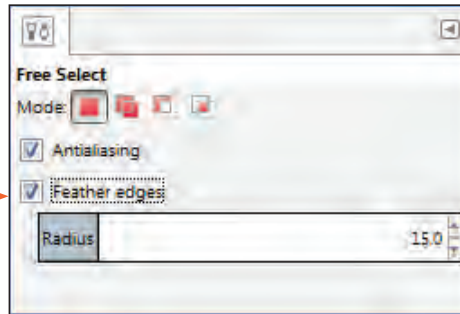 Free Select
Mode:
Antialiasing
Feather edges
Radius 15.0